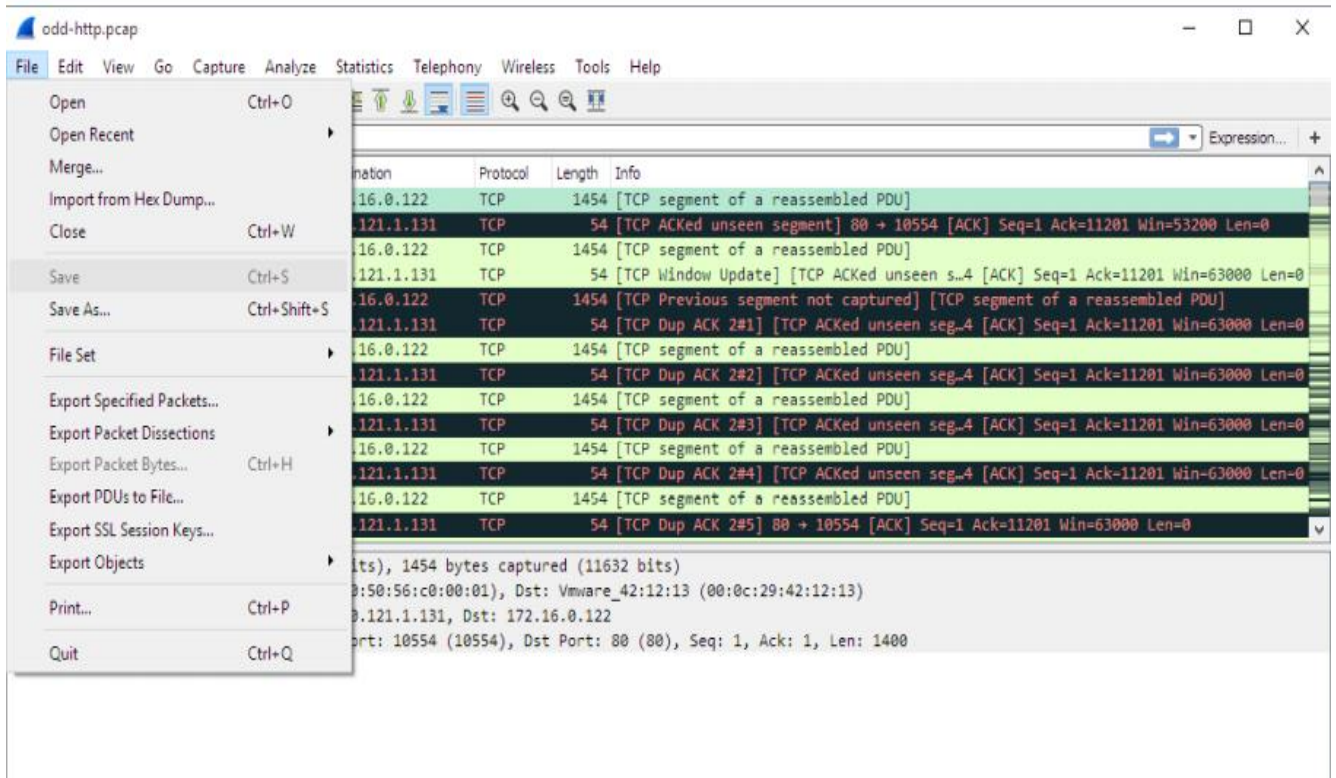 odd-http.pcap
File Edit View Go Capture Analyze Statistics Telephony Wireless Tools Help
Open Ctrl+O
Open Recent
Merge...
Import from Hex Dump...
Close Ctrl+W
Save Ctrl+S
Save As... Ctrl+Shift+S
File Set
Export Specified Packets...
Export Packet Dissections
Export Packet Bytes... Ctrl+H
Export PDUs to File...
Export SSL Session Keys...
Export Objects
Print... Ctrl+P
Quit Ctrl+Q
Expression... +
ination Protocol Length Info
.16.0.122 TCP 1454 [TCP segment of a reassembled PDU]
.121.1.131 TCP 54 [TCP ACKed unseen segment] 80 → 10554 [ACK] Seq=1 Ack=11201 Win=53200 Len=0
.16.0.122 TCP 1454 [TCP segment of a reassembled PDU]
.121.1.131 TCP 54 [TCP Window Update] [TCP ACKed unseen s…4 [ACK] Seq=1 Ack=11201 Win=63000 Len=0
.16.0.122 TCP 1454 [TCP Previous segment not captured] [TCP segment of a reassembled PDU]
.121.1.131 TCP 54 [TCP Dup ACK 2#1] [TCP ACKed unseen seg…4 [ACK] Seq=1 Ack=11201 Win=63000 Len=0
.16.0.122 TCP 1454 [TCP segment of a reassembled PDU]
.121.1.131 TCP 54 [TCP Dup ACK 2#2] [TCP ACKed unseen seg…4 [ACK] Seq=1 Ack=11201 Win=63000 Len=0
.16.0.122 TCP 1454 [TCP segment of a reassembled PDU]
.121.1.131 TCP 54 [TCP Dup ACK 2#3] [TCP ACKed unseen seg…4 [ACK] Seq=1 Ack=11201 Win=63000 Len=0
.16.0.122 TCP 1454 [TCP segment of a reassembled PDU]
.121.1.131 TCP 54 [TCP Dup ACK 2#4] [TCP ACKed unseen seg…4 [ACK] Seq=1 Ack=11201 Win=63000 Len=0
.16.0.122 TCP 1454 [TCP segment of a reassembled PDU]
.121.1.131 TCP 54 [TCP Dup ACK 2#5] 80 → 10554 [ACK] Seq=1 Ack=11201 Win=63000 Len=0
its), 1454 bytes captured (11632 bits)
:50:56:c0:00:01), Dst: Vmware_42:12:13 (00:0c:29:42:12:13)
.121.1.131, Dst: 172.16.0.122
ort: 10554 (10554), Dst Port: 80 (80), Seq: 1, Ack: 1, Len: 1400